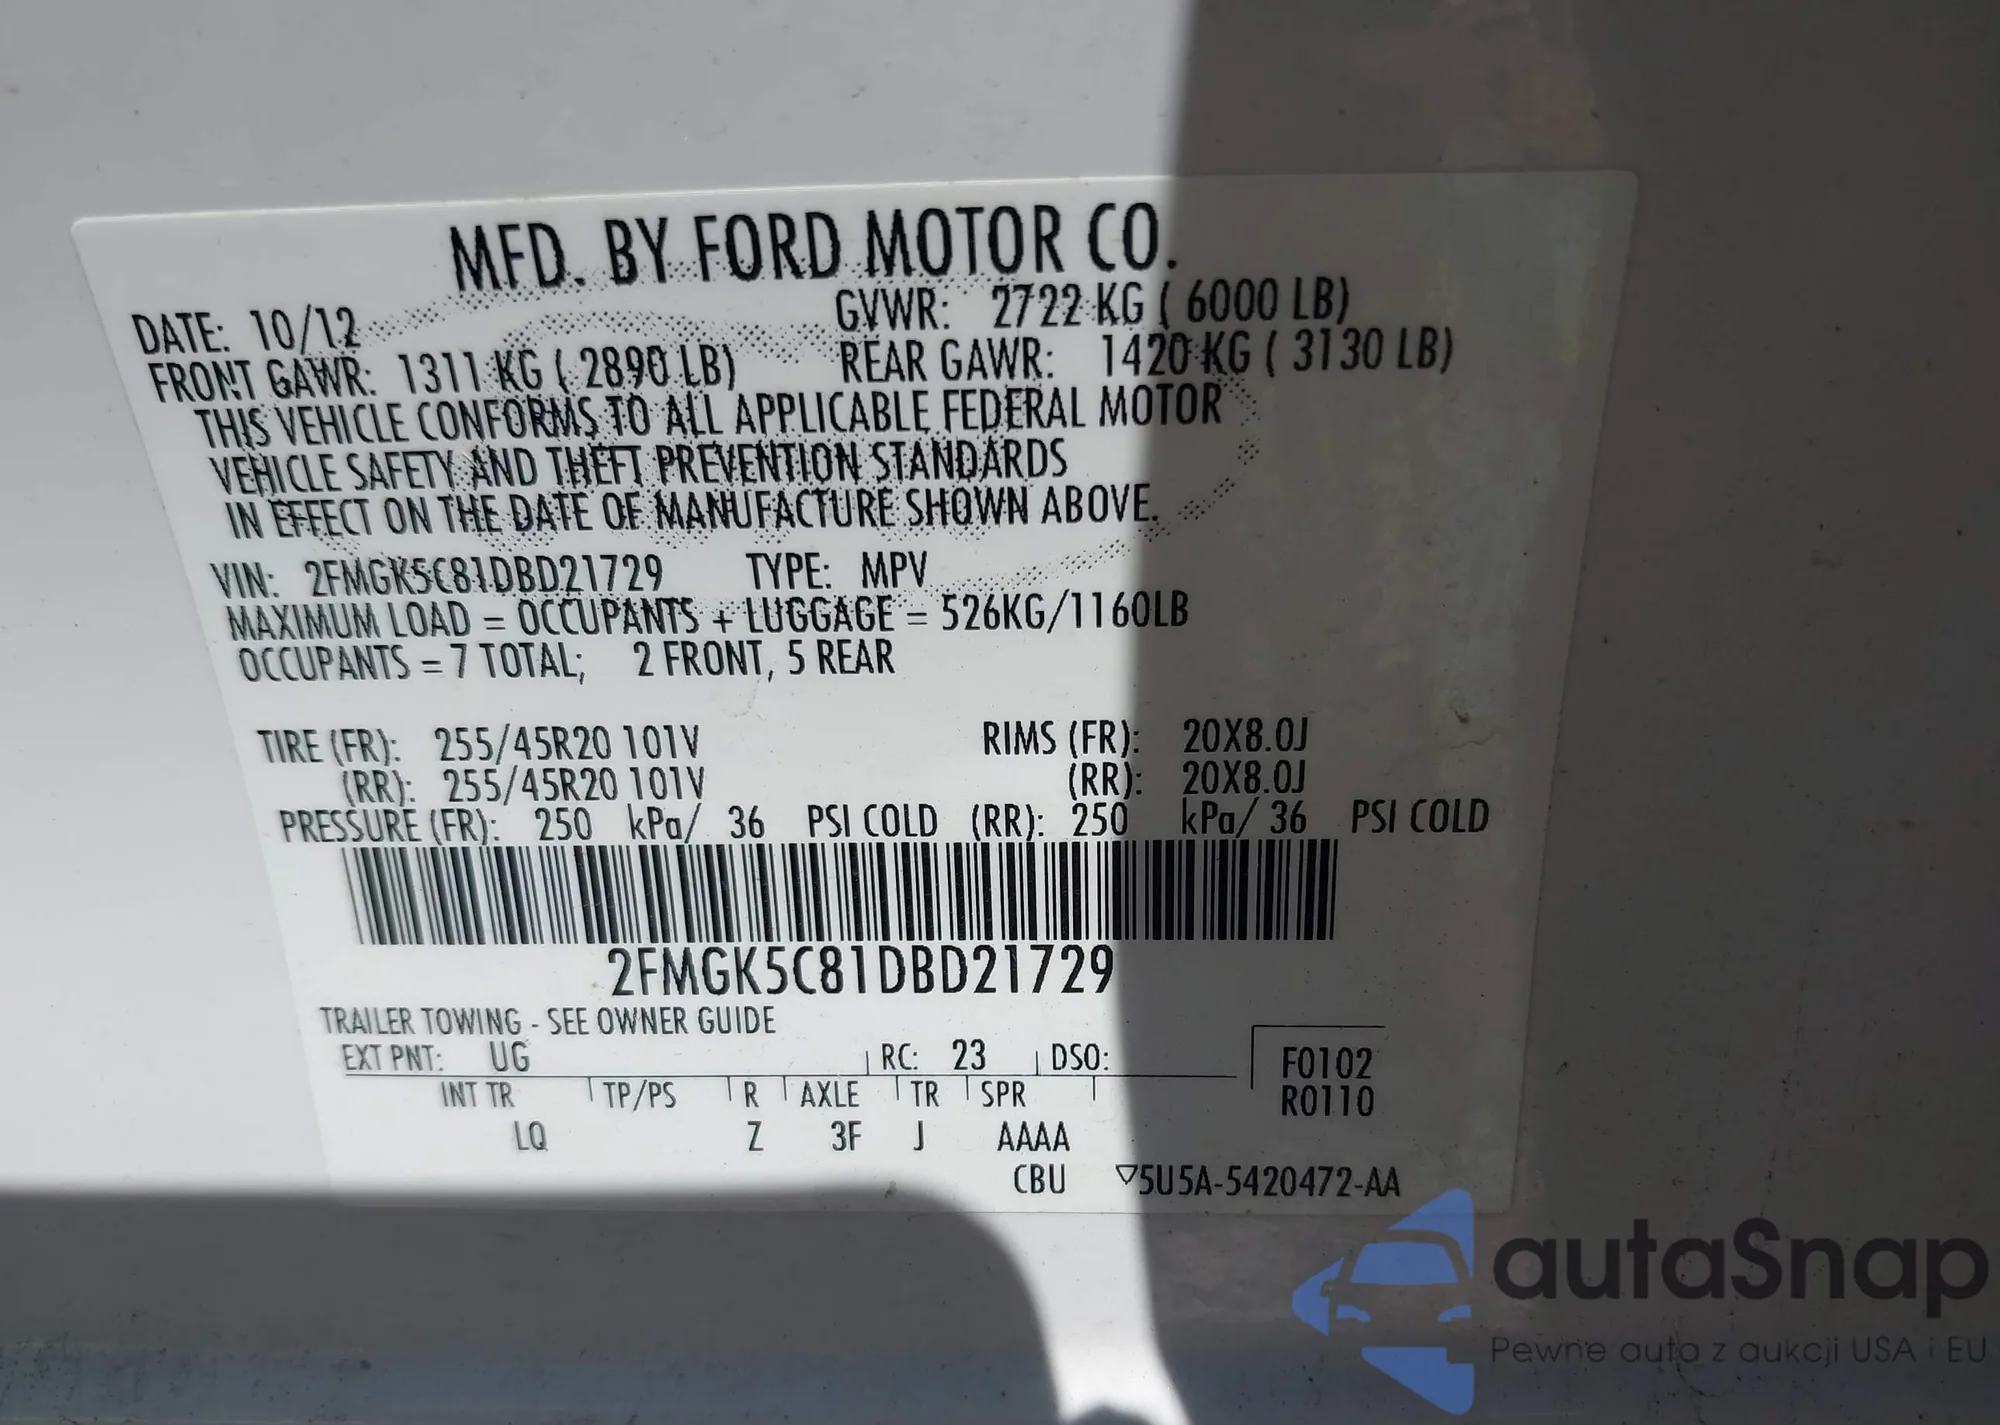 MFD. BY FORD MOTOR CO.
DATE: 10/12 GVWR: 2722 KG ( 6000 LB)
FRONT GAWR: 1311 KG ( 2890 LB) REAR GAWR: 1420 KG ( 3130 LB)
THIS VEHICLE CONFORMS TO ALL APPLICABLE FEDERAL MOTOR
VEHICLE SAFETY AND THEFT PREVENTION STANDARDS
IN EFFECT ON THE DATE OF MANUFACTURE SHOWN ABOVE.
VIN: 2FMGK5C81DBD21729 TYPE: MPV
MAXIMUM LOAD = OCCUPANTS + LUGGAGE = 526KG/1160LB
OCCUPANTS = 7 TOTAL; 2 FRONT, 5 REAR
TIRE (FR): 255/45R20 101V RIMS (FR): 20X8.0J
(RR): 255/45R20 101V (RR): 20X8.0J
PRESSURE (FR): 250 kPa/ 36 PSI COLD (RR): 250 kPa/ 36 PSI COLD
2FMGK5C81DBD21729
TRAILER TOWING - SEE OWNER GUIDE
EXT PNT: UG RC: 23 DSO: F0102
INT TR TP/PS R AXLE TR SPR R0110
LQ Z 3F J AAAA
CBU ▽5U5A-5420472-AA
autaSnap
Pewne auta z aukcji USA i EU